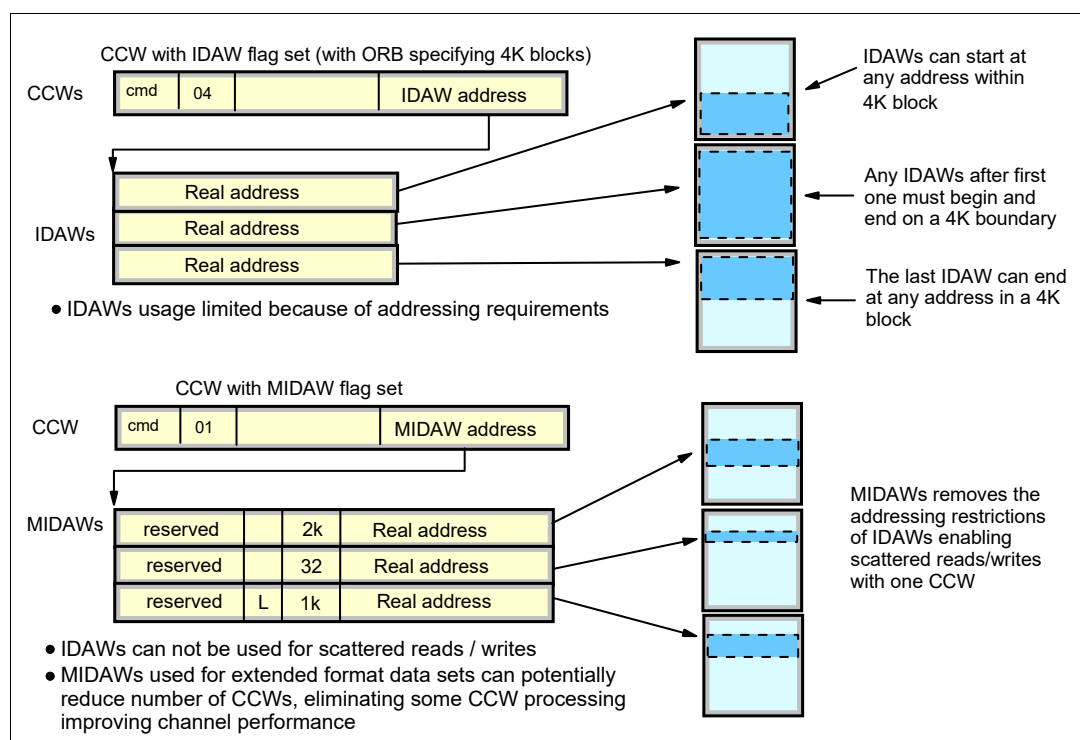 CCW with IDAW flag set (with ORB specifying 4K blocks)
CCWs
cmd
04
IDAW address
IDAWs can start at
any address within
4K block
Real address
IDAWs
Real address
Real address
Any IDAWs after first
one must begin and
end on a 4K boundary
• IDAWs usage limited because of addressing requirements
The last IDAW can end
at any address in a 4K
block
CCW with MIDAW flag set
CCW
cmd
01
MIDAW address
MIDAWs
reserved
2k
Real address
reserved
32
Real address
reserved
L
1k
Real address
MIDAWs removes the
addressing restrictions
of IDAWs enabling
scattered reads/writes
with one CCW
• IDAWs can not be used for scattered reads / writes
• MIDAWs used for extended format data sets can potentially
reduce number of CCWs, eliminating some CCW processing
improving channel performance